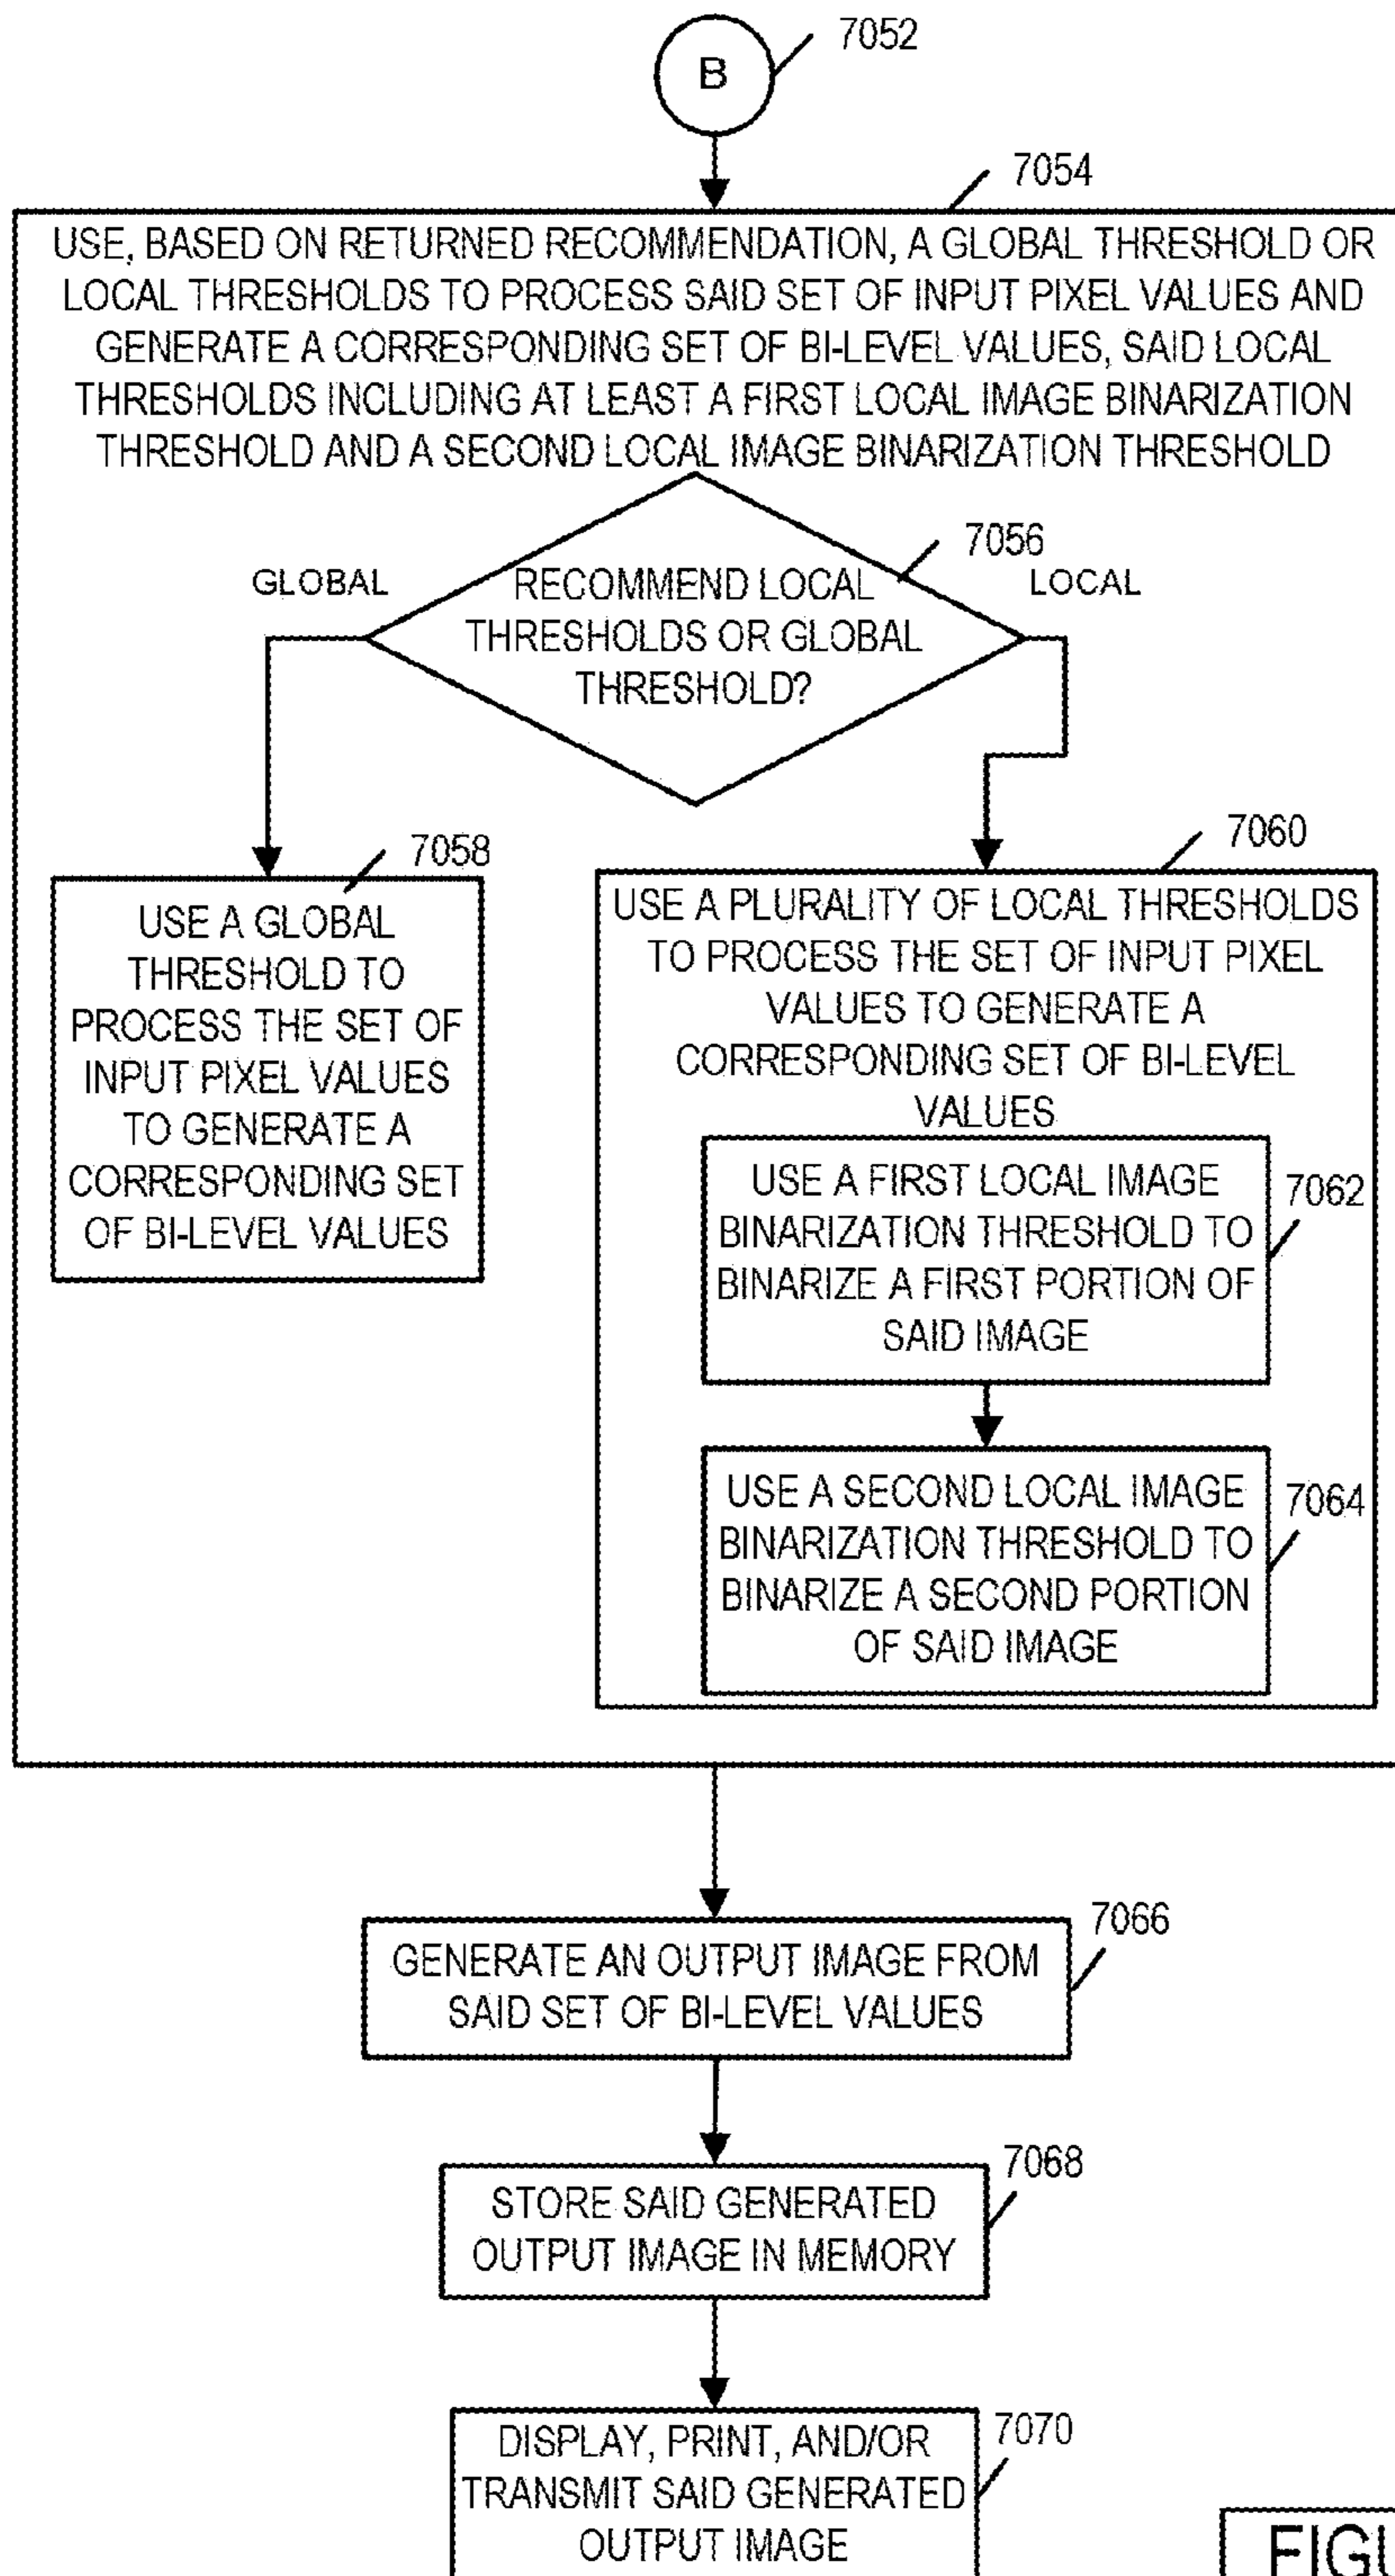 B
7052
7054
USE, BASED ON RETURNED RECOMMENDATION, A GLOBAL THRESHOLD OR
LOCAL THRESHOLDS TO PROCESS SAID SET OF INPUT PIXEL VALUES AND
GENERATE A CORRESPONDING SET OF BI-LEVEL VALUES, SAID LOCAL
THRESHOLDS INCLUDING AT LEAST A FIRST LOCAL IMAGE BINARIZATION
THRESHOLD AND A SECOND LOCAL IMAGE BINARIZATION THRESHOLD
7056
GLOBAL
LOCAL
RECOMMEND LOCAL
THRESHOLDS OR GLOBAL
THRESHOLD?
7058
USE A GLOBAL
THRESHOLD TO
PROCESS THE SET OF
INPUT PIXEL VALUES
TO GENERATE A
CORRESPONDING SET
OF BI-LEVEL VALUES
7060
USE A PLURALITY OF LOCAL THRESHOLDS
TO PROCESS THE SET OF INPUT PIXEL
VALUES TO GENERATE A
CORRESPONDING SET OF BI-LEVEL
VALUES
USE A FIRST LOCAL IMAGE
BINARIZATION THRESHOLD TO
BINARIZE A FIRST PORTION OF
SAID IMAGE
7062
USE A SECOND LOCAL IMAGE
BINARIZATION THRESHOLD TO
BINARIZE A SECOND PORTION
OF SAID IMAGE
7064
7066
GENERATE AN OUTPUT IMAGE FROM
SAID SET OF BI-LEVEL VALUES
7068
STORE SAID GENERATED
OUTPUT IMAGE IN MEMORY
7070
DISPLAY, PRINT, AND/OR
TRANSMIT SAID GENERATED
OUTPUT IMAGE